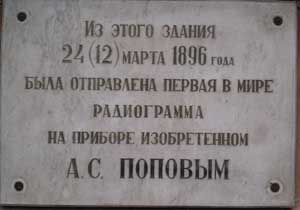 Из этого здания
24 (12) марта 1896 года
была отправлена первая в мире
радиограмма
на приборе изобретенном
А.С. Поповым